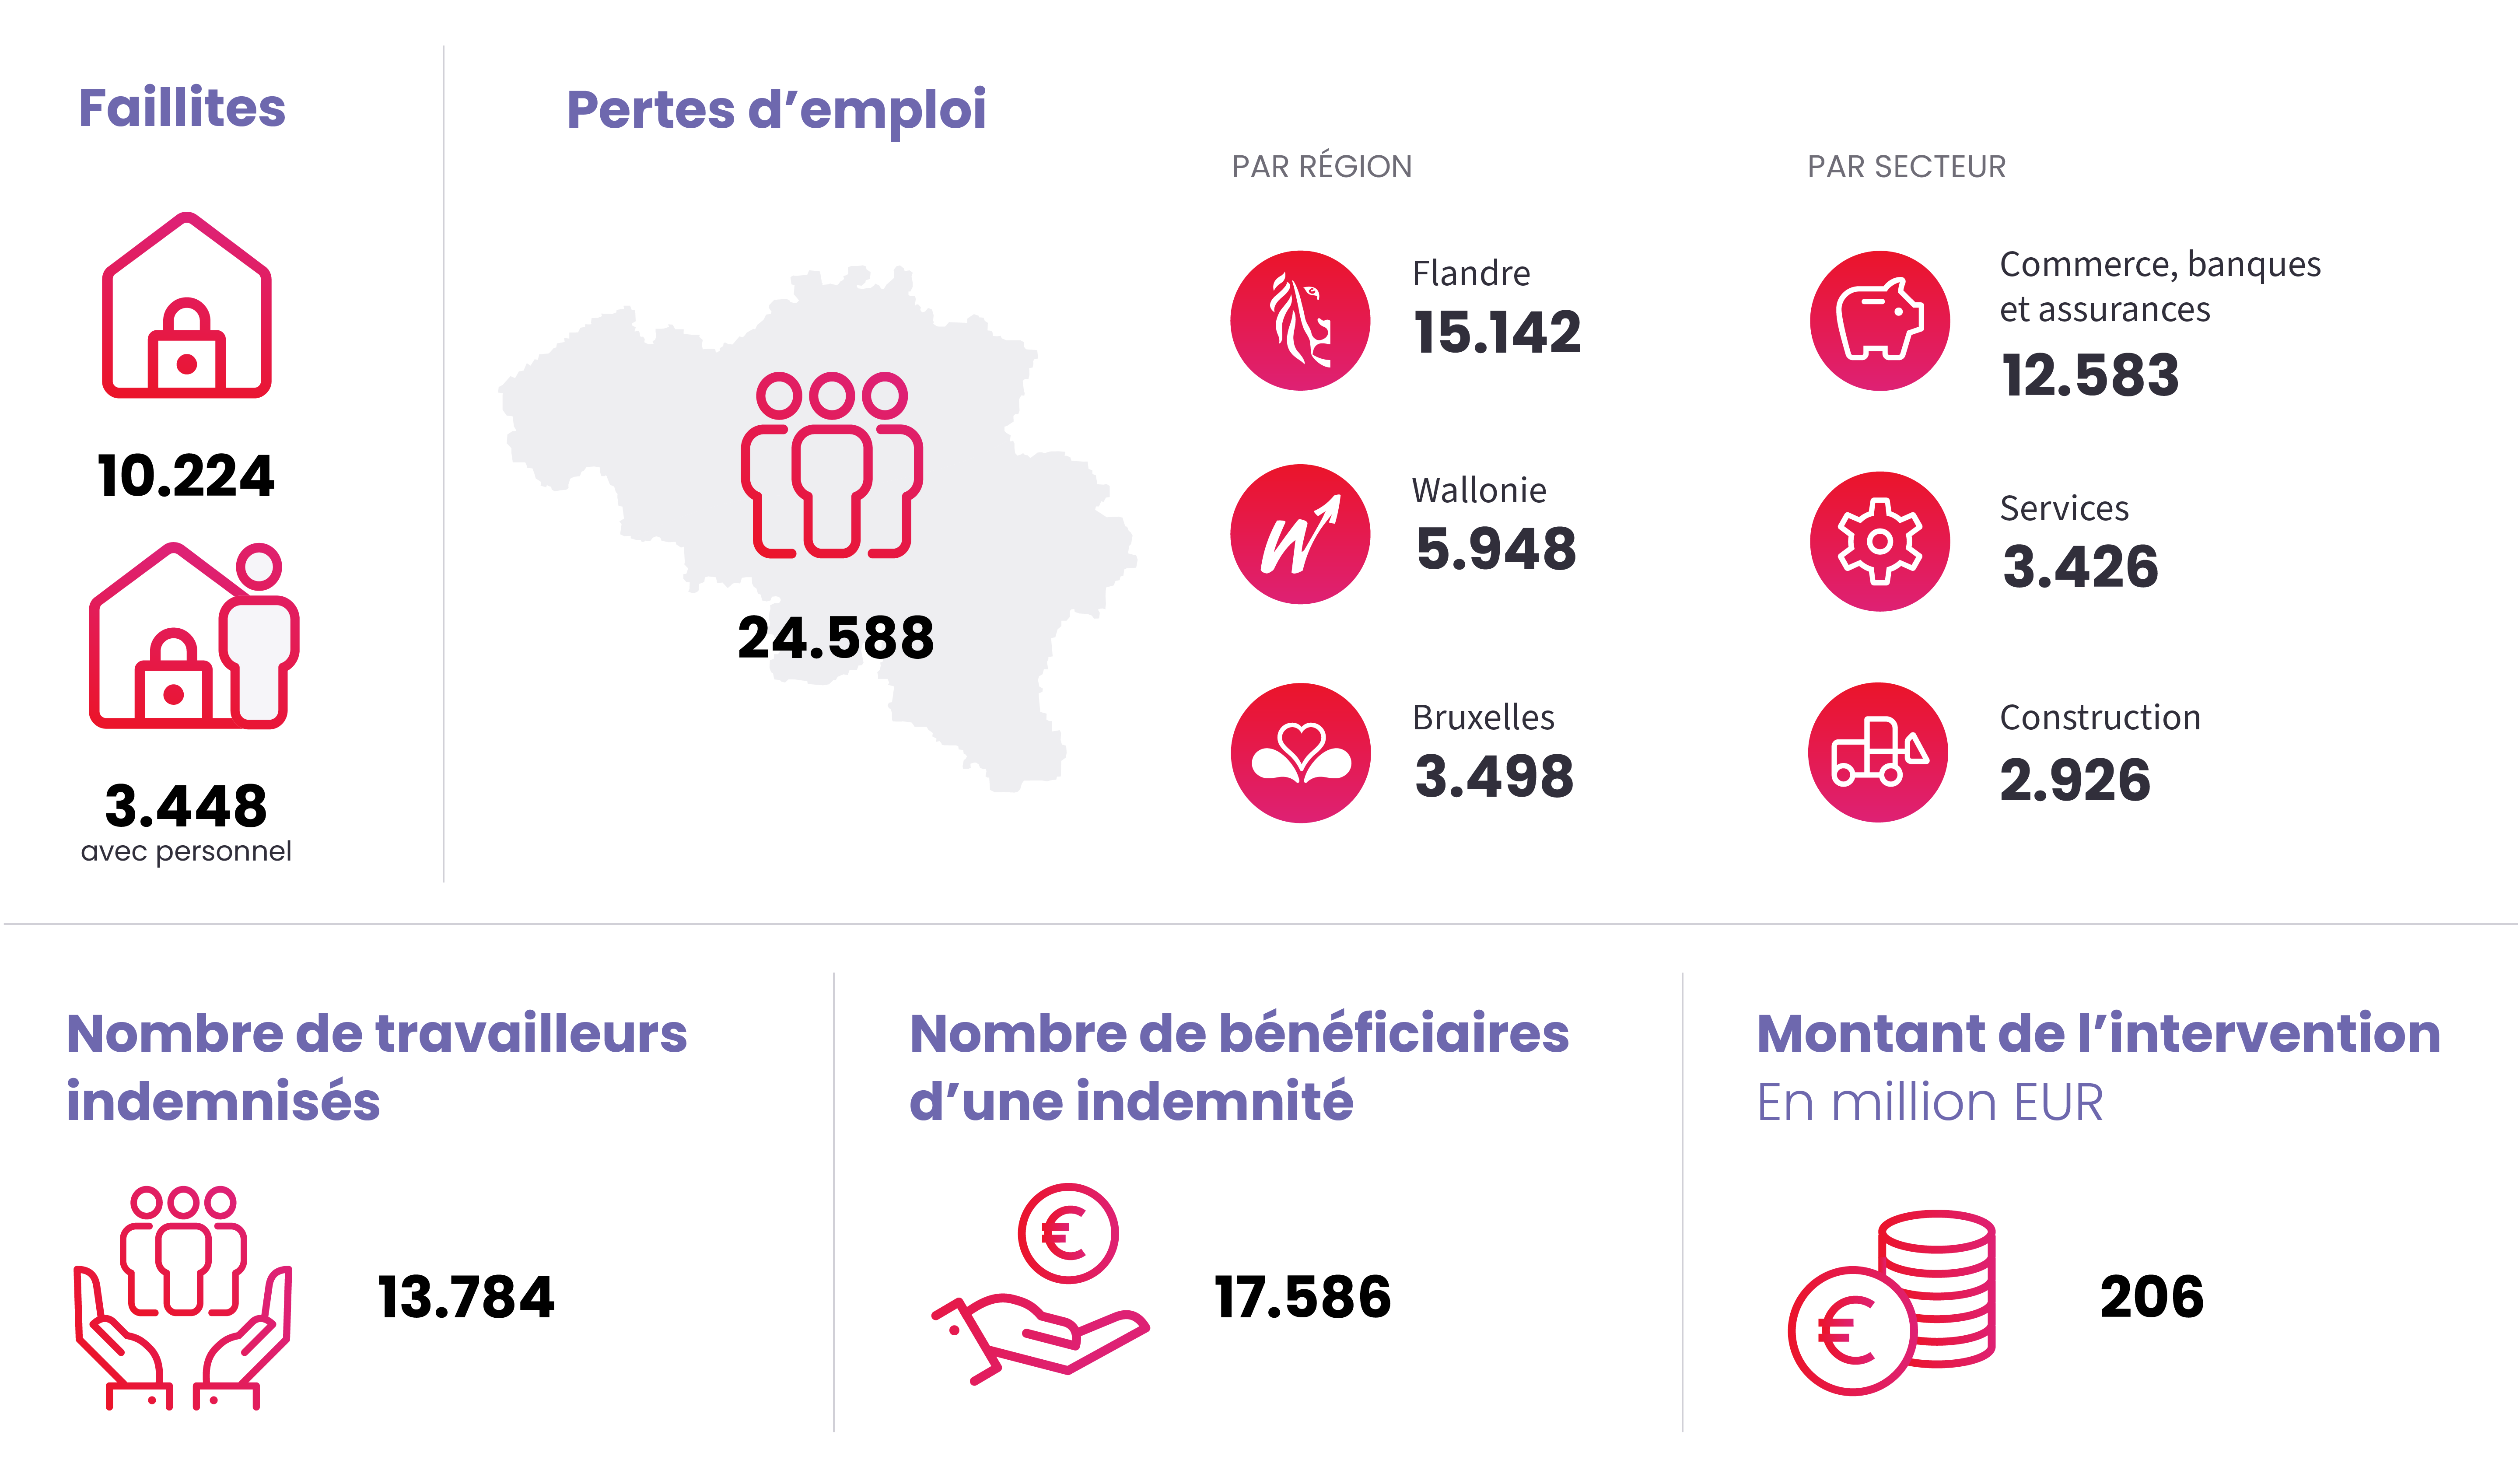 Faillites
10.224
3.448
avec personnel
Pertes d’emploi
24.588
PAR RÉGION
Flandre
15.142
Wallonie
5.948
Bruxelles
3.498
PAR SECTEUR
Commerce, banques
et assurances
12.583
Services
3.426
Construction
2.926
Nombre de travailleurs
indemnisés
13.784
Nombre de bénéficiaires
d’une indemnité
€
17.586
Montant de l’intervention
En million EUR
€
206